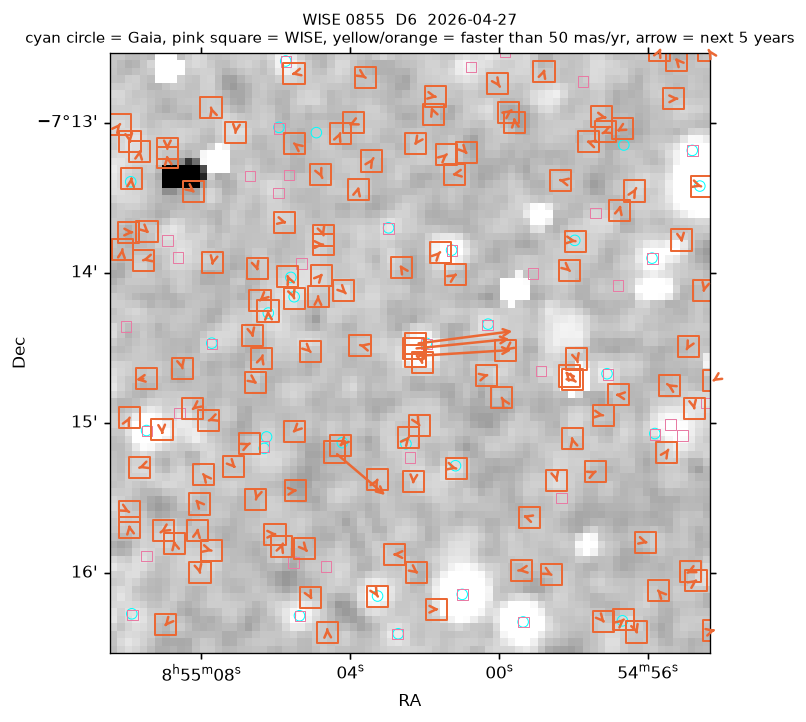 WISE 0855  D6  2026-04-27
cyan circle = Gaia, pink square = WISE, yellow/orange = faster than 50 mas/yr, arrow = next 5 years
−7°13'
14'
15'
16'
Dec
8h55m08s
04s
00s
54m56s
RA